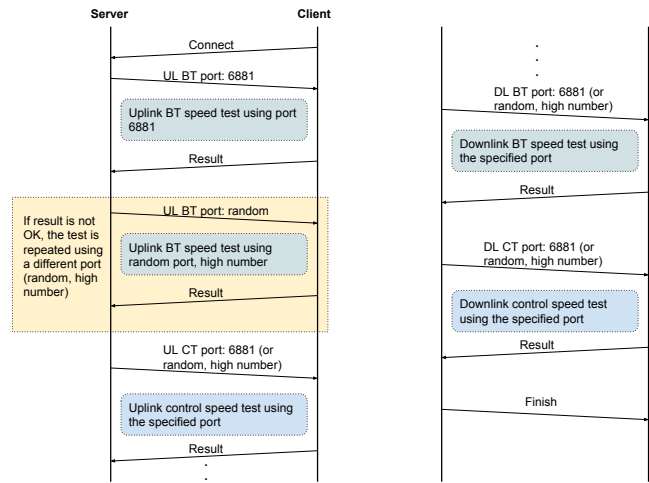 Server
Client
Connect
UL BT port: 6881
Uplink BT speed test using port
6881
Result
If result is not
OK, the test is
repeated using
a different port
(random, high
number)
UL BT port: random
Uplink BT speed test using
random port, high number
Result
UL CT port: 6881 (or
random, high number)
Uplink control speed test using
the specified port
Result
.
.
.
.
.
DL BT port: 6881 (or
random, high number)
Downlink BT speed test using
the specified port
Result
DL CT port: 6881 (or
random, high number)
Downlink control speed test
using the specified port
Result
Finish